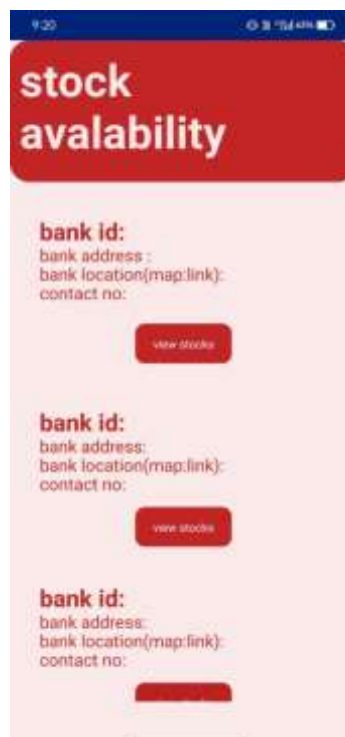 9:20
stock
avalability
bank id:
bank address :
bank location(map:link):
contact no:
view stocks
bank id:
bank address:
bank location(map:link):
contact no:
view stocks
bank id:
bank address:
bank location(map:link):
contact no: